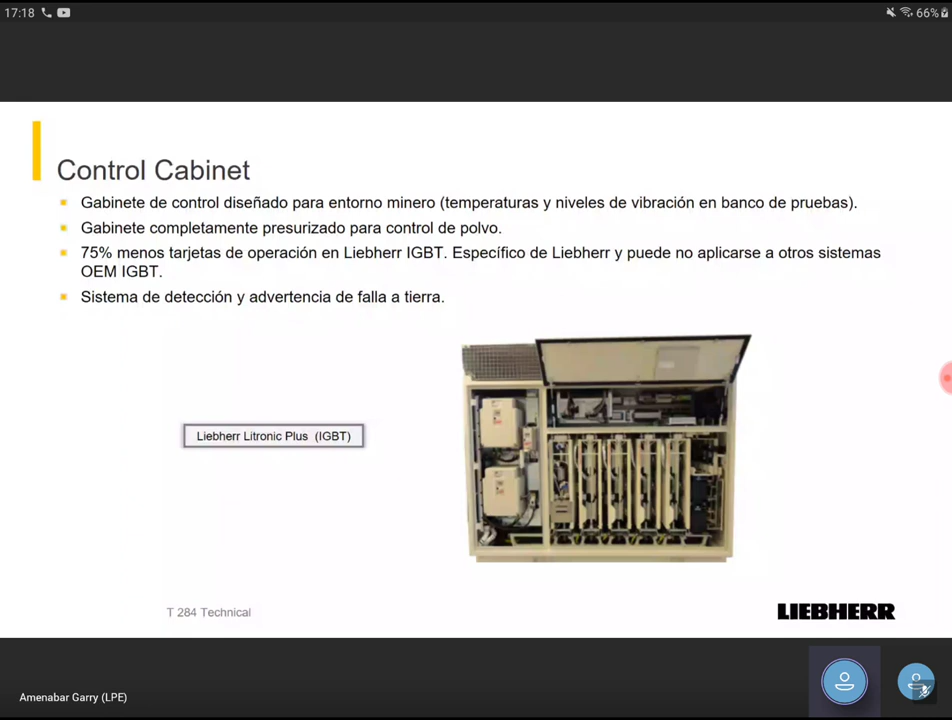 17:18
66%
Control Cabinet
Gabinete de control diseñado para entorno minero (temperaturas y niveles de vibración en banco de pruebas).
Gabinete completamente presurizado para control de polvo.
75% menos tarjetas de operación en Liebherr IGBT. Específico de Liebherr y puede no aplicarse a otros sistemas
OEM IGBT.
Sistema de detección y advertencia de falla a tierra.
Liebherr Litronic Plus (IGBT)
T 284 Technical
LIEBHERR
Amenabar Garry (LPE)